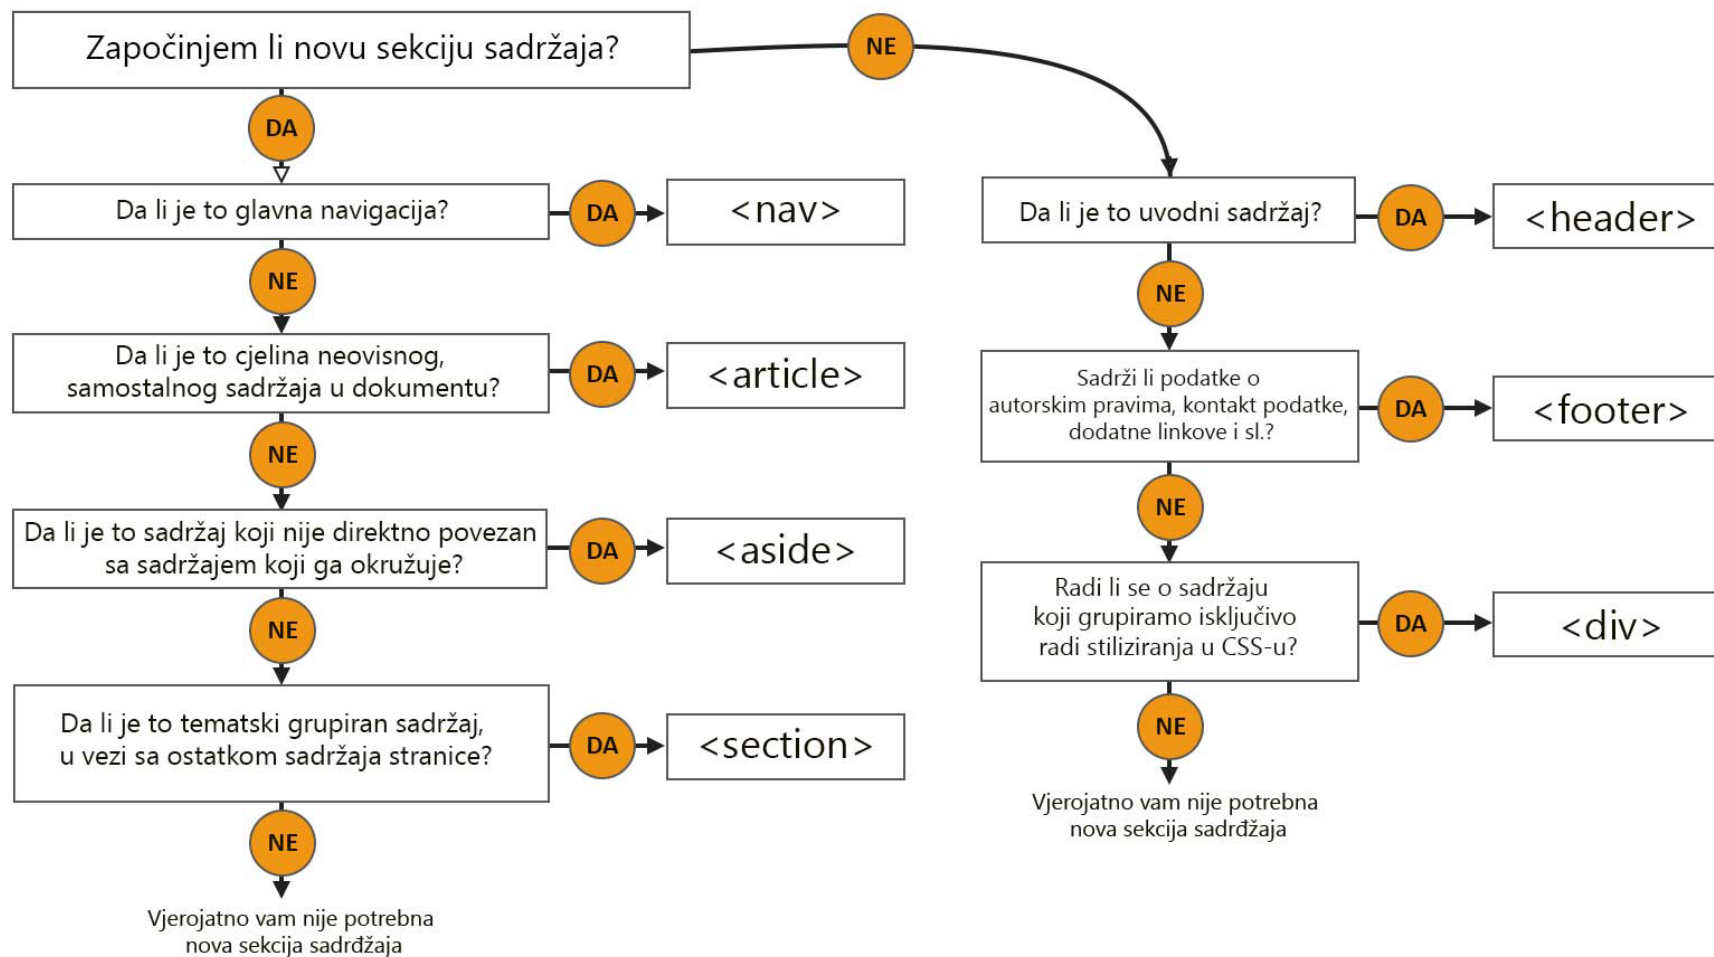 Započinjem li novu sekciju sadržaja?
NE
DA
Da li je to glavna navigacija?
DA
<nav>
NE
Da li je to cjelina neovisnog,
samostalnog sadržaja u dokumentu?
DA
<article>
NE
Da li je to sadržaj koji nije direktno povezan
sa sadržajem koji ga okružuje?
DA
<aside>
NE
Da li je to tematski grupiran sadržaj,
u vezi sa ostatkom sadržaja stranice?
DA
<section>
NE
Vjerojatno vam nije potrebna
nova sekcija sadrđžaja
Da li je to uvodni sadržaj?
DA
<header>
NE
Sadrži li podatke o
autorskim pravima, kontakt podatke,
dodatne linkove i sl.?
DA
<footer>
NE
Radi li se o sadržaju
koji grupiramo isključivo
radi stiliziranja u CSS-u?
DA
<div>
NE
Vjerojatno vam nije potrebna
nova sekcija sadrđžaja